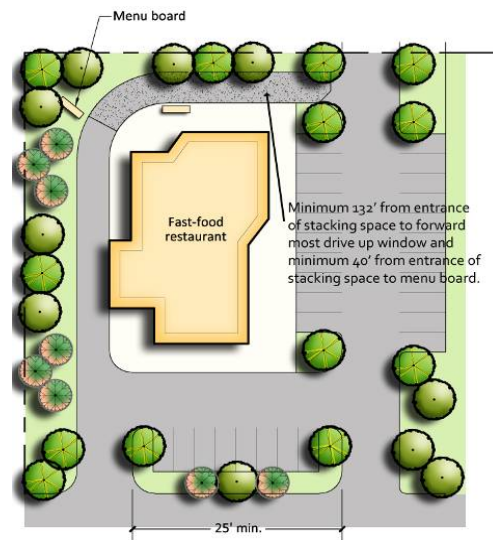 Menu board
Fast-food
restaurant
Minimum 132' from entrance
of stacking space to forward
most drive up window and
minimum 40' from entrance of
stacking space to menu board.
25' min.